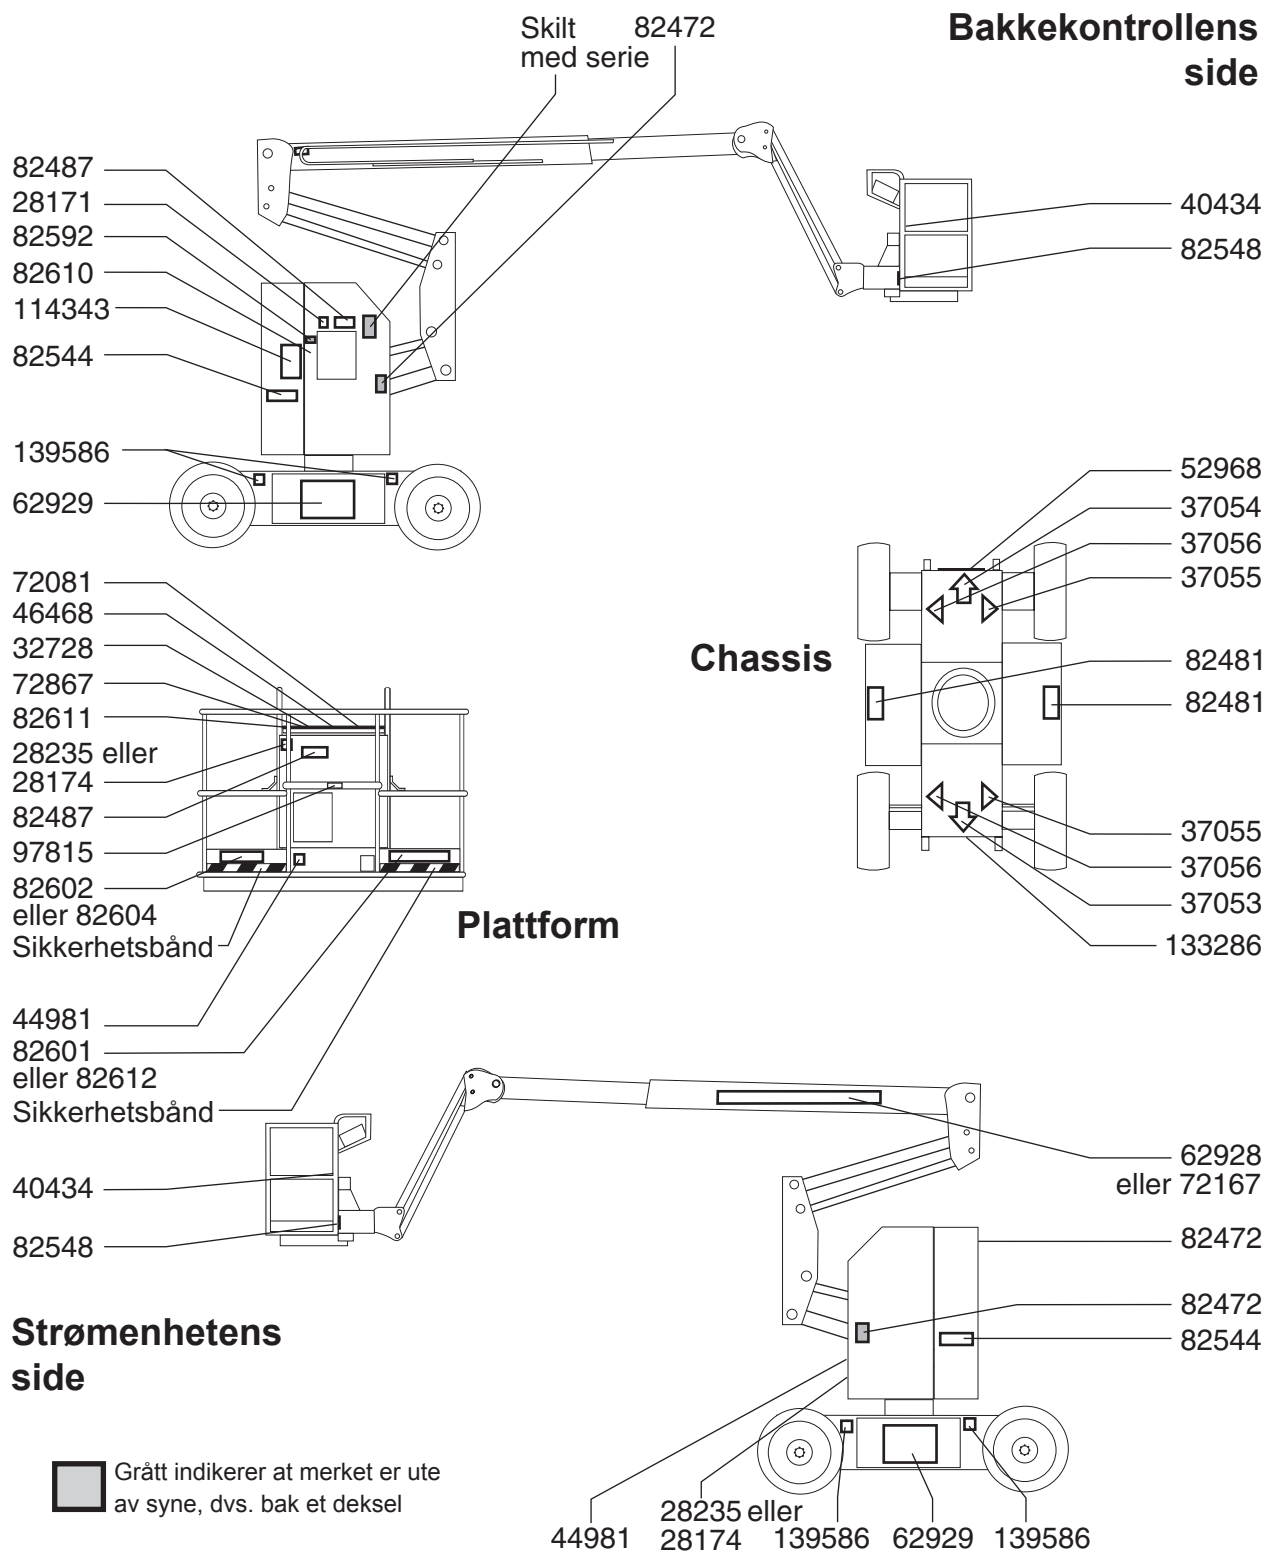 Bakkekontrollens
side
Skilt
med serie
82472
82487
28171
82592
82610
114343
82544
139586
62929
40434
82548
72081
46468
32728
72867
82611
28235 eller
28174
82487
97815
82602
eller 82604
Sikkerhetsbånd
44981
82601
eller 82612
Sikkerhetsbånd
Plattform
Chassis
52968
37054
37056
37055
82481
82481
37055
37056
37053
133286
40434
82548
Strømenhetens
side
62928
eller 72167
82472
82472
82544
Grått indikerer at merket er ute
av syne, dvs. bak et deksel
44981
28235 eller
28174
139586
62929
139586